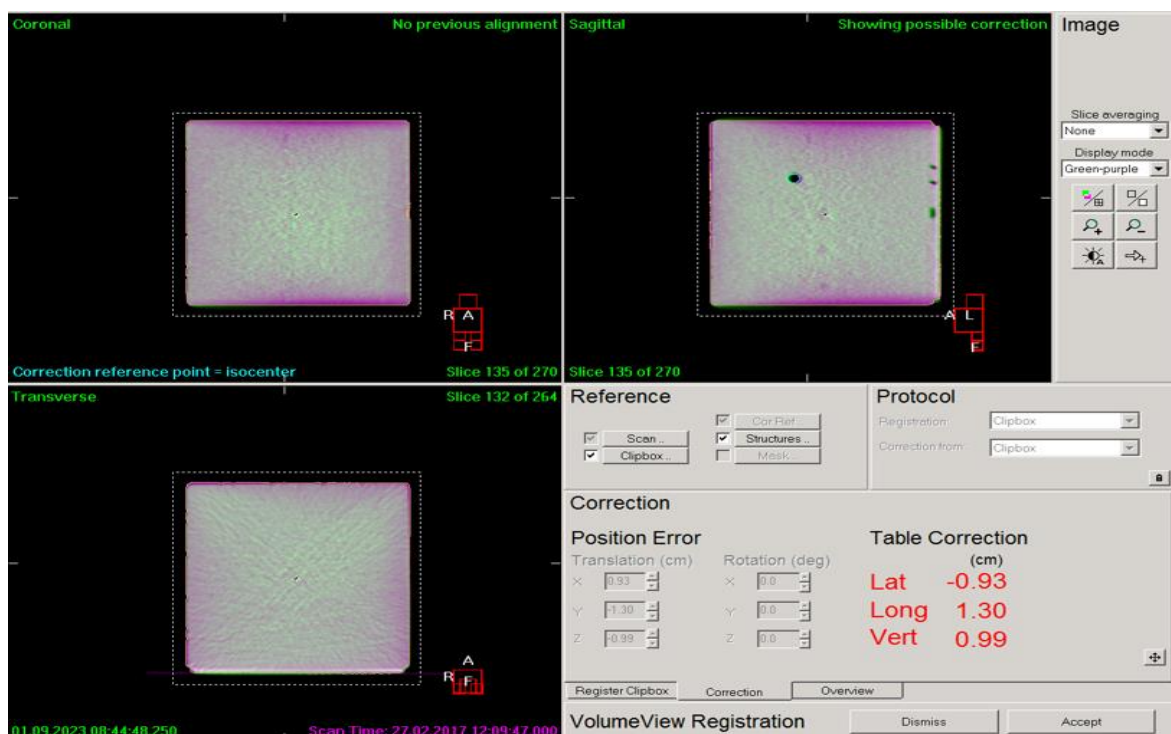 Coronal
No previous alignment
Sagittal
Showing possible correction
Image
Slice averaging
None
Display mode
Green-purple
A
R A
F
A L
F
Correction reference point = isocenter
Slice 135 of 270
Slice 135 of 270
Transverse
Slice 132 of 264
Reference
Protocol
Cor Ref..
Scan ..
Structures ..
Clipbox ..
Mask..
Registration:
Clipbox
Correction from:
Clipbox
Correction
Position Error
Table Correction
Translation (cm)
Rotation (deg)
(cm)
X 0.93
X 0.0
Lat -0.93
Y -1.30
Y 0.0
Long 1.30
Z -0.99
Z 0.0
Vert 0.99
A
R F
Register Clipbox
Correction
Overview
01.09.2023 08:44:48.250
Scan Time: 27.02.2017 12:09:47.000
VolumeView Registration
Dismiss
Accept